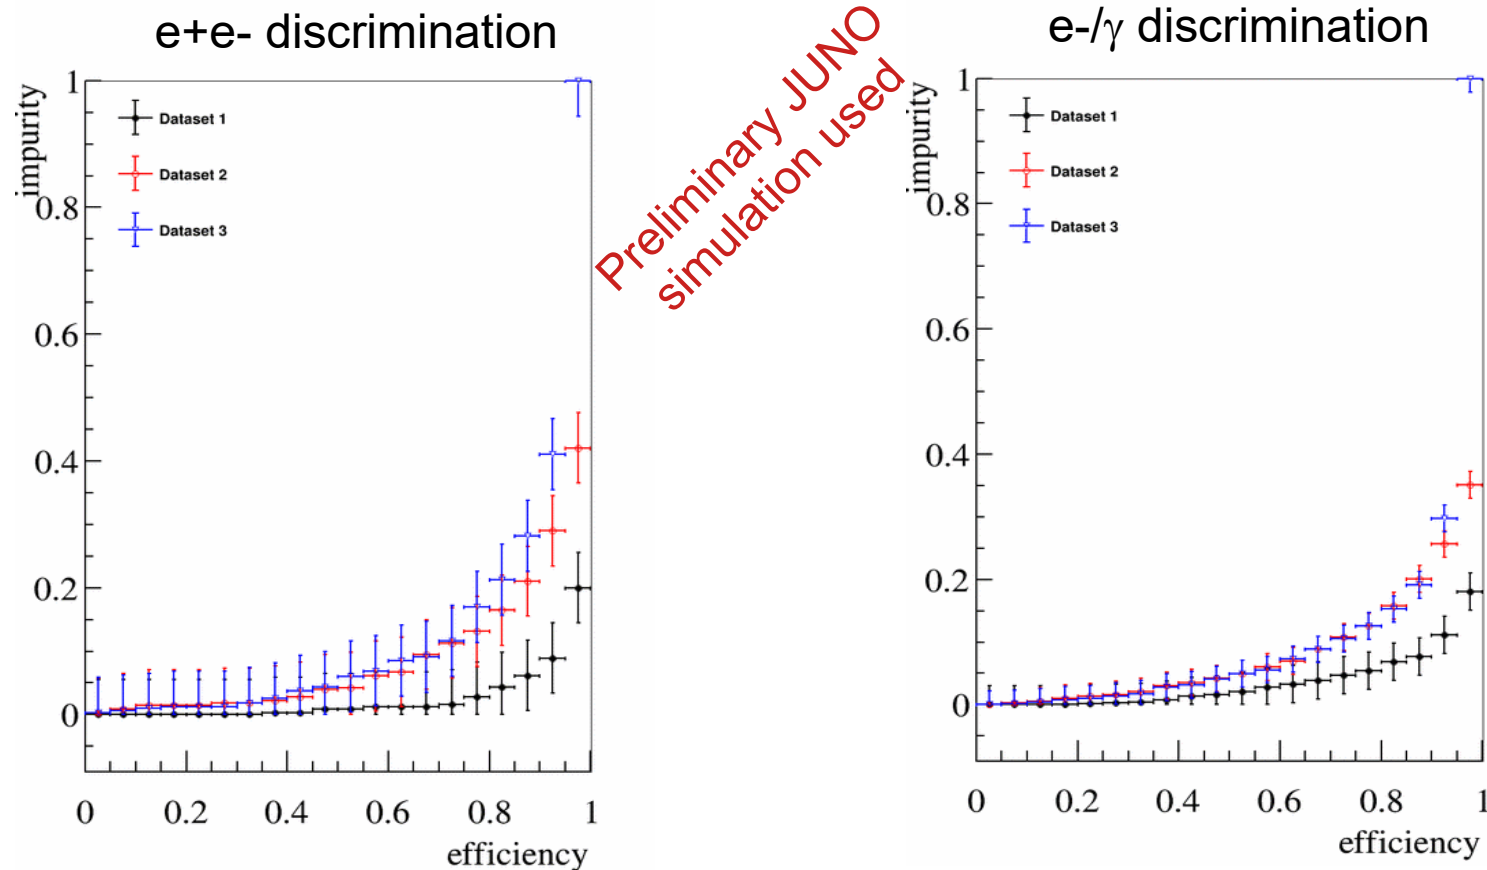 e+e- discrimination
Preliminary JUNO
simulation used
e-/γ discrimination
impurity
1
0.8
0.6
0.4
0.2
0
Dataset 1
Dataset 2
Dataset 3
0 0.2 0.4 0.6 0.8 1
efficiency
impurity
1
0.8
0.6
0.4
0.2
0
Dataset 1
Dataset 2
Dataset 3
0 0.2 0.4 0.6 0.8 1
efficiency